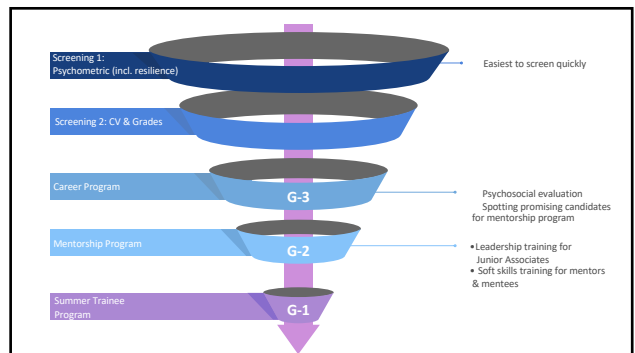 Screening 1:
Psychometric (incl. resilience)
Easiest to screen quickly
Screening 2: CV & Grades
Career Program
G-3
Psychosocial evaluation
Spotting promising candidates
for mentorship program
Mentorship Program
G-2
•Leadership training for
Junior Associates
• Soft skills training for mentors
& mentees
Summer Trainee
Program
G-1